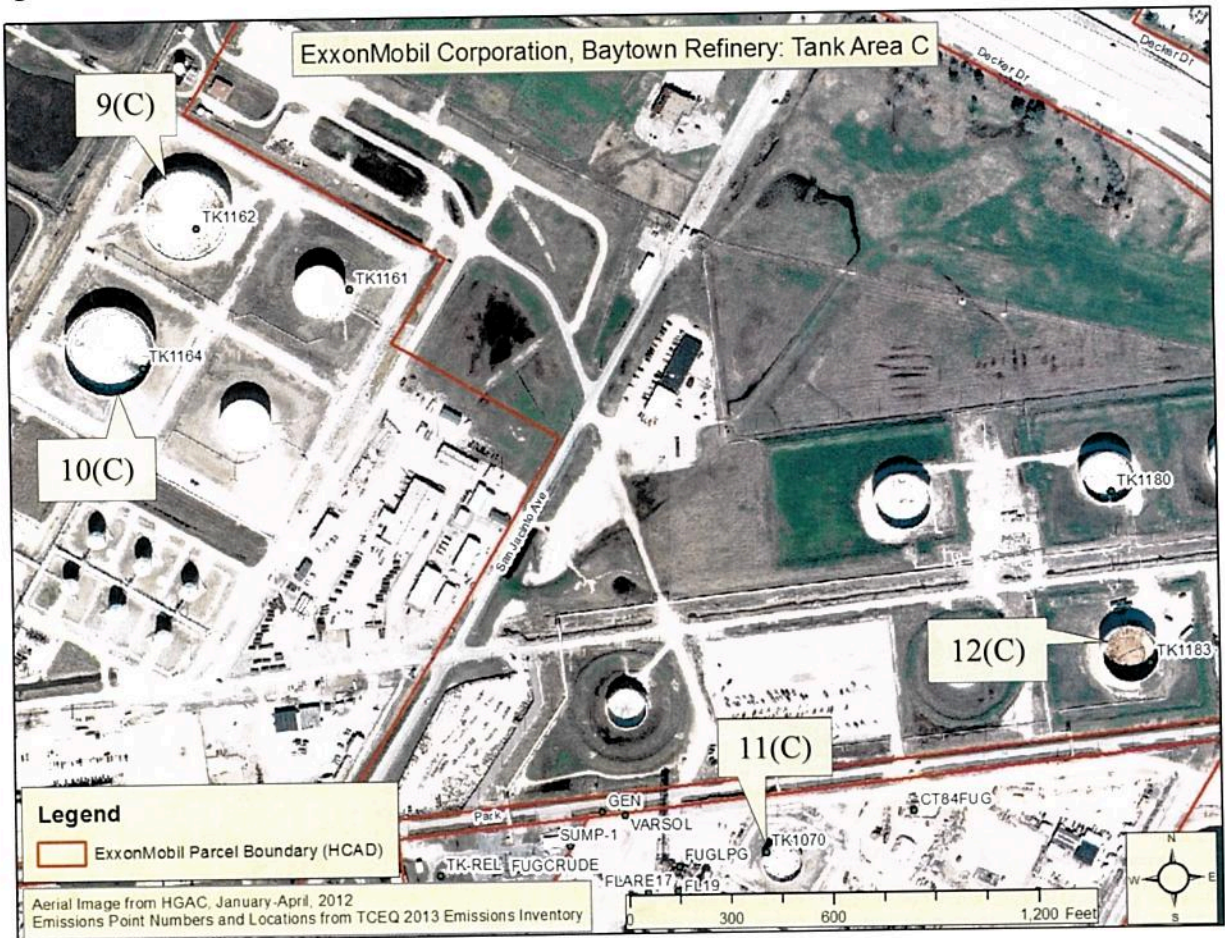 ExxonMobil Corporation, Baytown Refinery: Tank Area C
Decker Dr
Decker Dr
9(C)
TK1162
TK1161
TK1164
10(C)
TK1180
San Jacinto Ave
12(C)
TK1183
11(C)
GEN
CT84FUG
Park
VARSOL
SUMP-1
TK1070
TK-REL
FUGCRUDE
FUGLPG
FLARE17
FL19
Legend
ExxonMobil Parcel Boundary (HCAD)
Aerial Image from HGAC, January-April, 2012
Emissions Point Numbers and Locations from TCEQ 2013 Emissions Inventory
0 300 600 1,200 Feet
N
W E
S